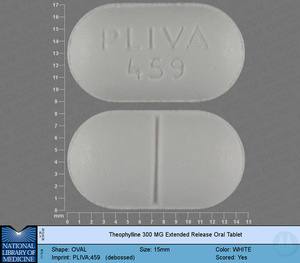 PLIVA
459
mm
Theophylline 300 MG Extended Release Oral Tablet
Shape: OVAL
Size: 15mm
Color: WHITE
Imprint: PLIVA;459 (debossed)
Scored: Yes
NATIONAL
LIBRARY OF
MEDICINE